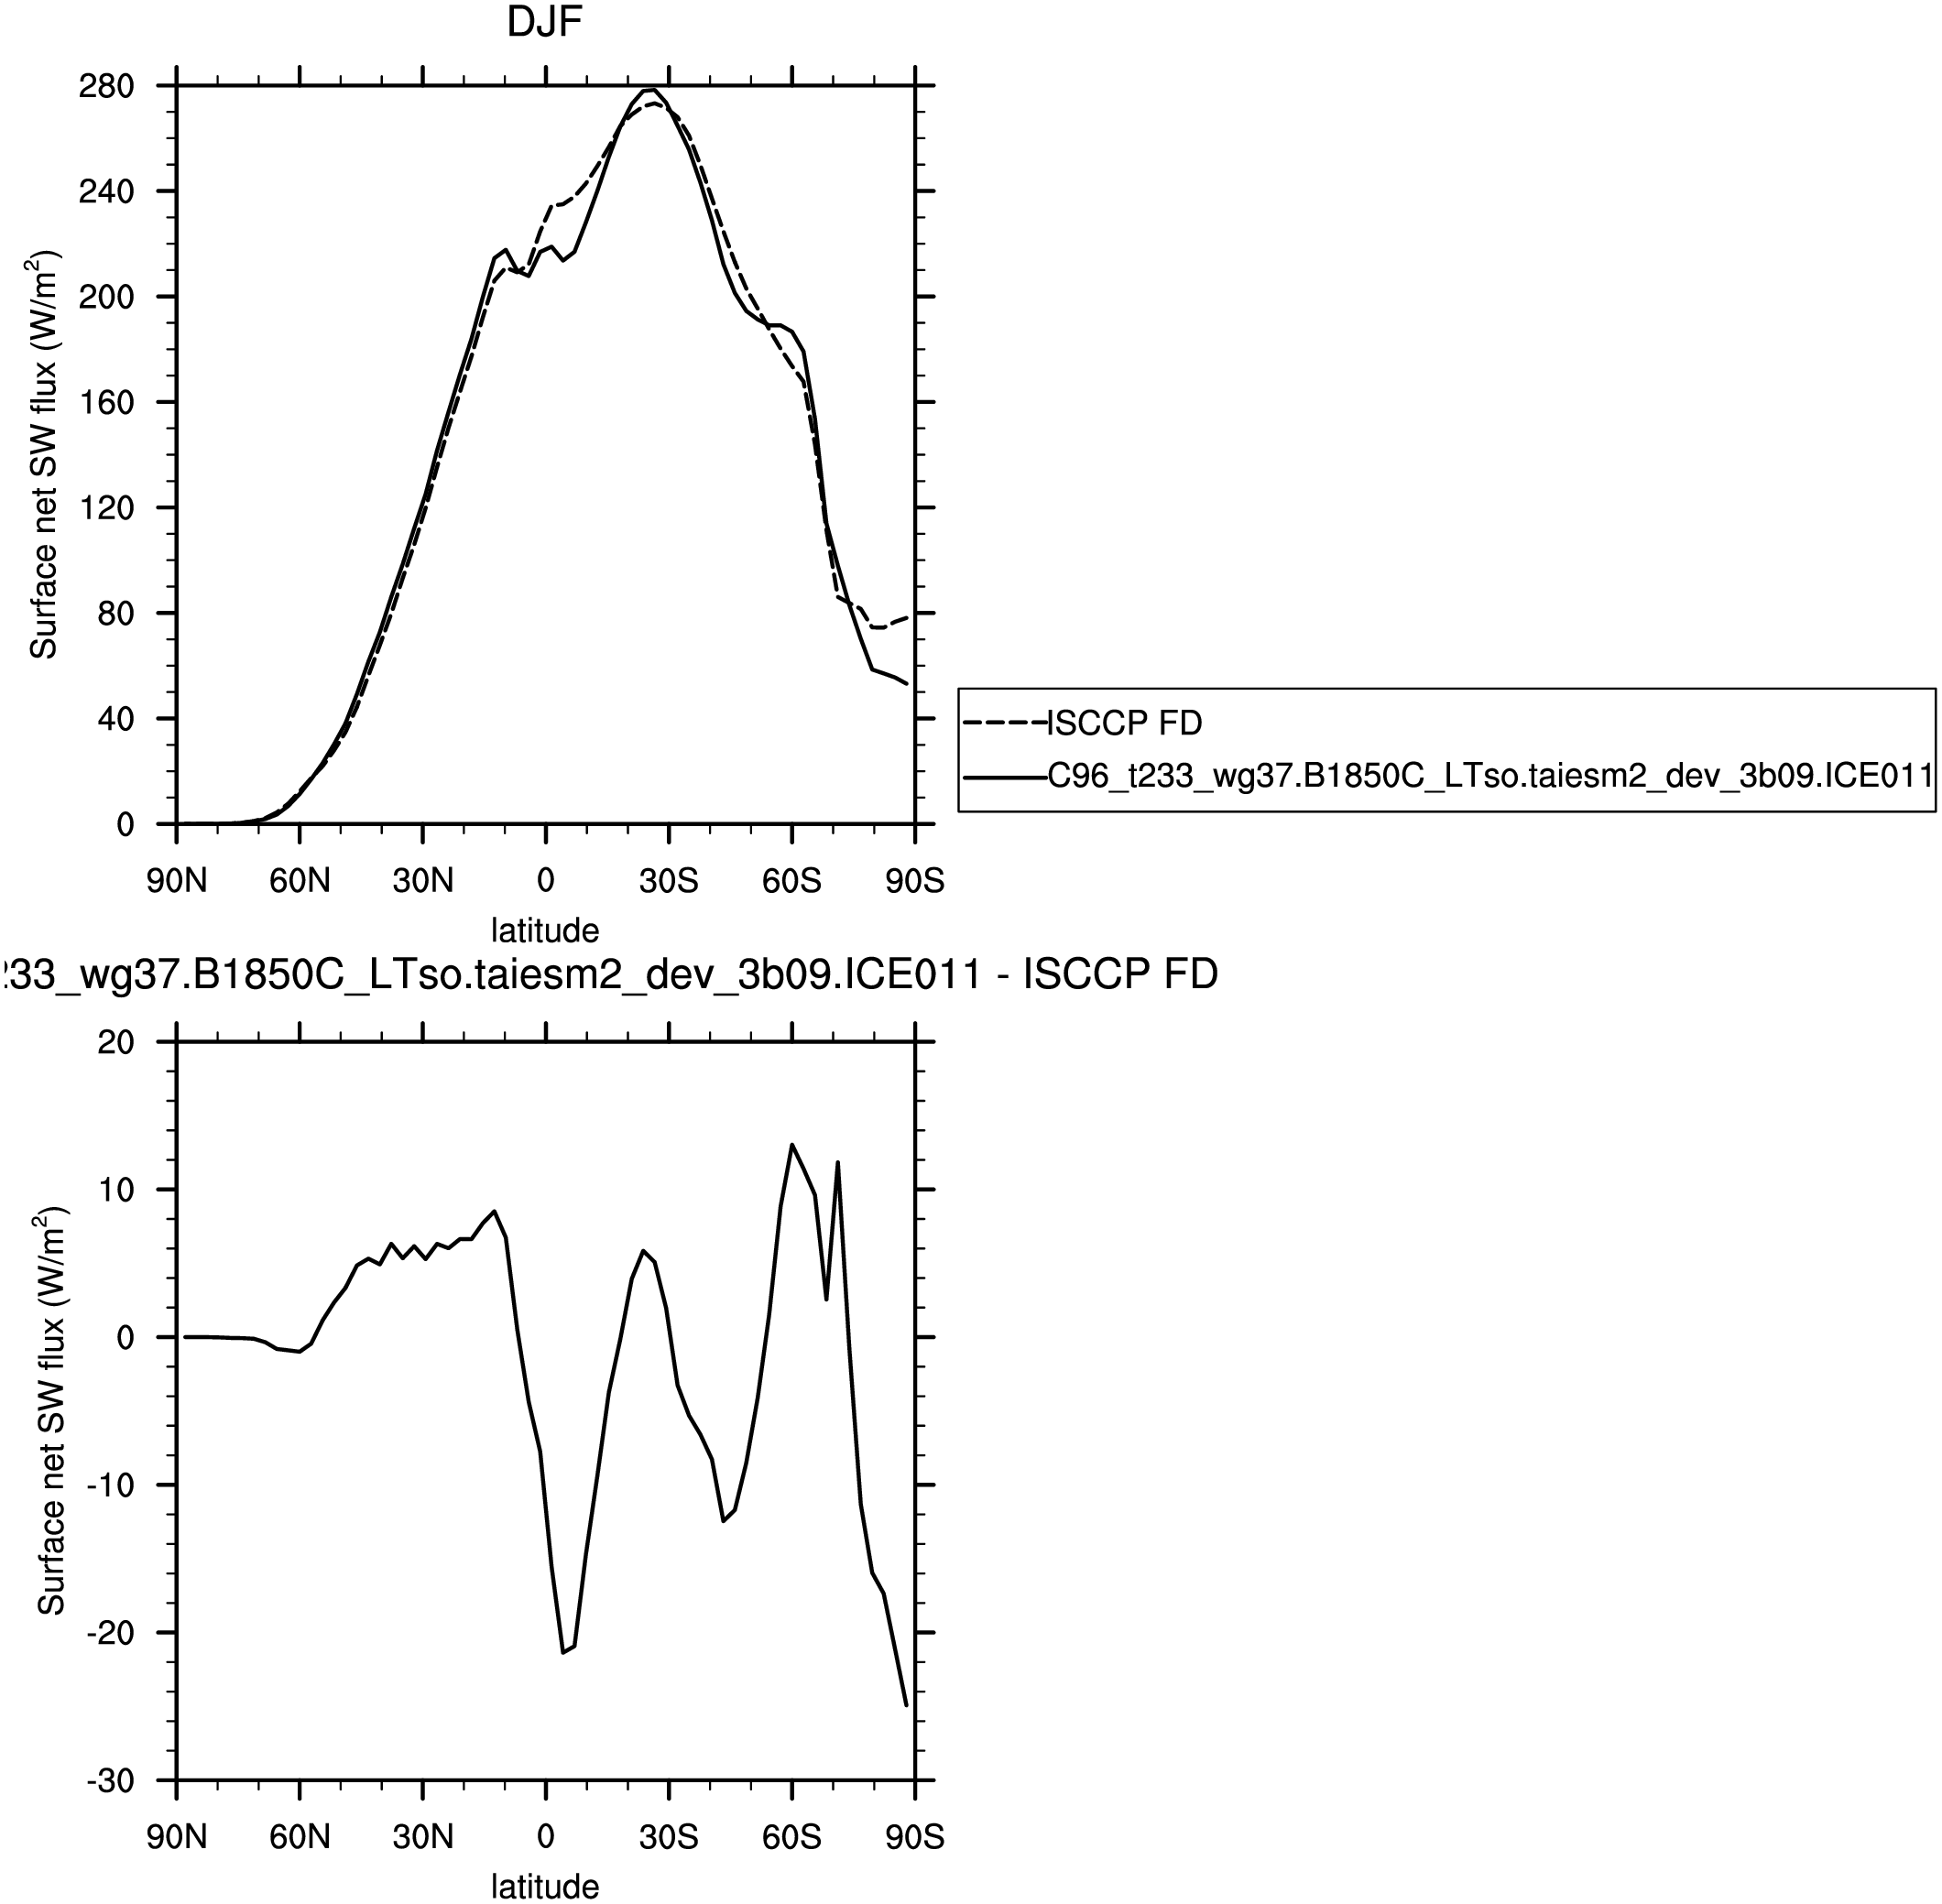 DJF
280
240
200
160
120
80
40
0
Surface net SW flux (W/m²)
90N 60N 30N 0 30S 60S 90S
latitude
ISCCP FD
C96_t233_wg37.B1850C_LTso.taiesm2_dev_3b09.ICE011
33_wg37.B1850C_LTso.taiesm2_dev_3b09.ICE011 - ISCCP FD
20
10
0
-10
-20
-30
Surface net SW flux (W/m²)
90N 60N 30N 0 30S 60S 90S
latitude